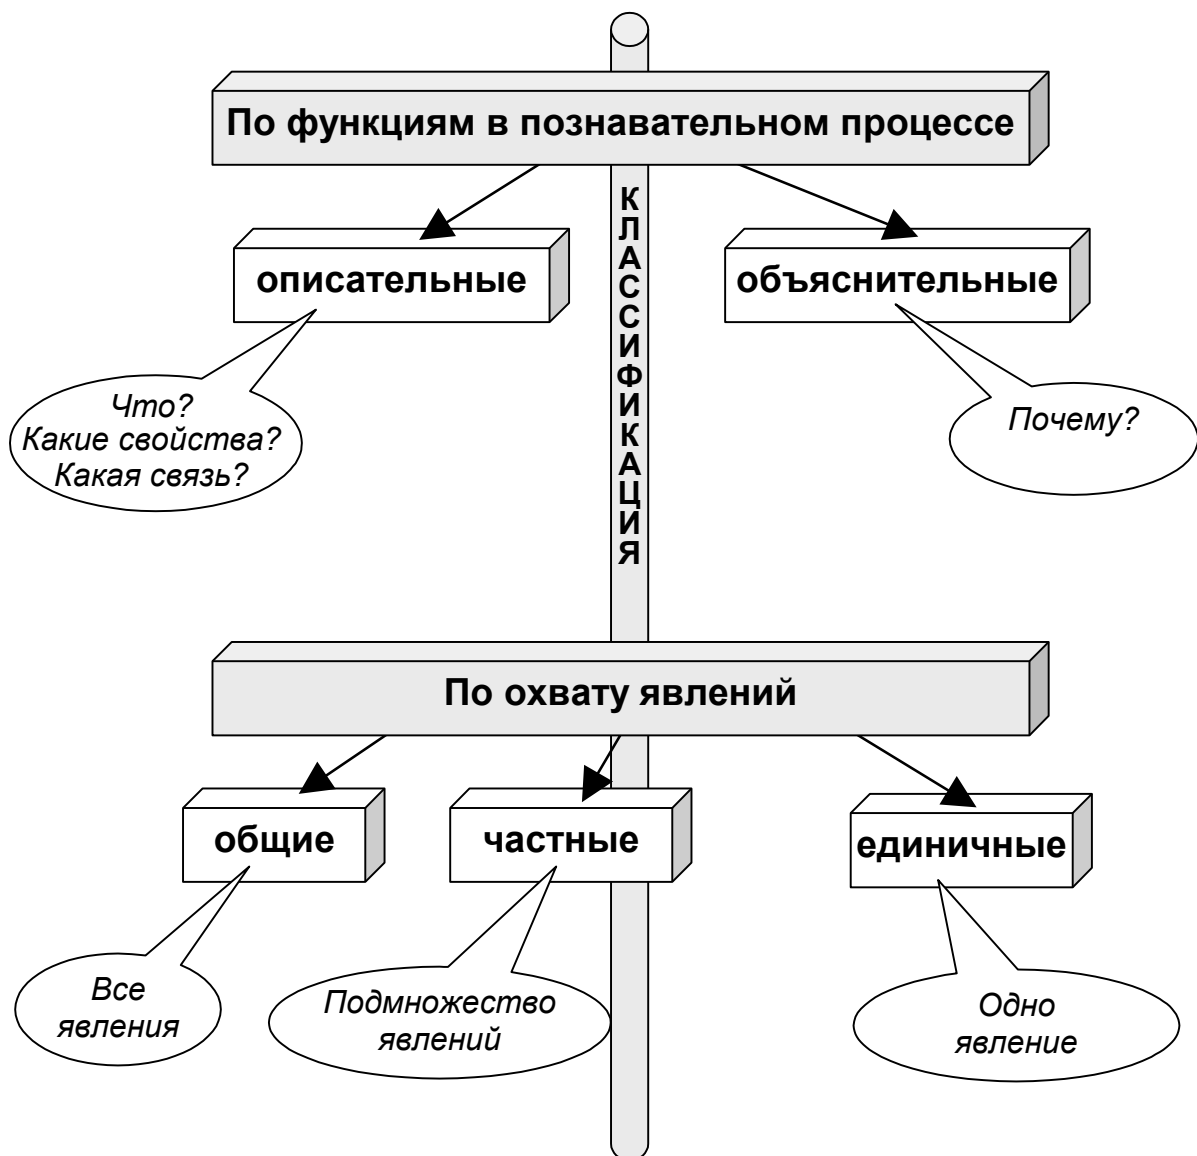 По функциям в познавательном процессе
КЛАССИФИКАЦИЯ
описательные
объяснительные
Что?
Какие свойства?
Какая связь?
Почему?
По охвату явлений
общие
частные
единичные
Все
явления
Подмножество
явлений
Одно
явление